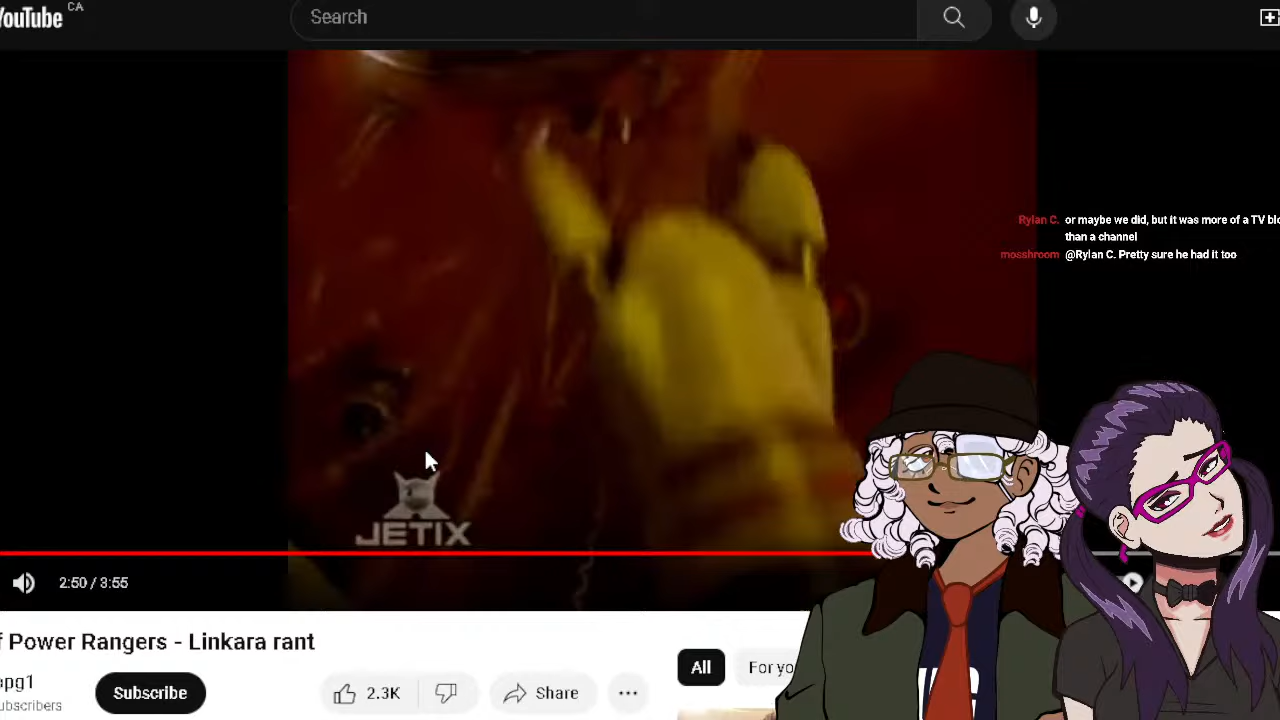 YouTube CA
Search
Rylan C. or maybe we did, but it was more of a TV blo
than a channel
mosshroom @Rylan C. Pretty sure he had it too
JETIX
2:50 / 3:55
f Power Rangers - Linkara rant
apg1
ubscribers
Subscribe
2.3K
Share
All
For yo